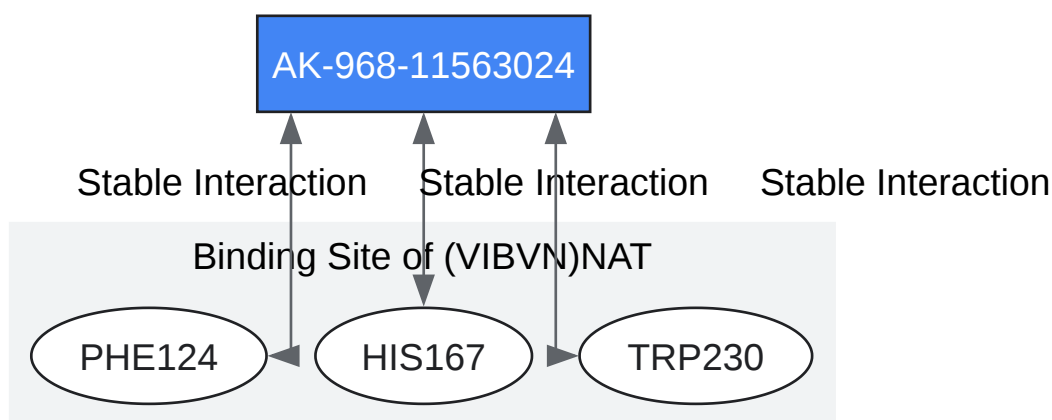 AK-968-11563024
Stable Interaction Stable Interaction Stable Interaction
Binding Site of (VIBVN)NAT
PHE124 HIS167 TRP230